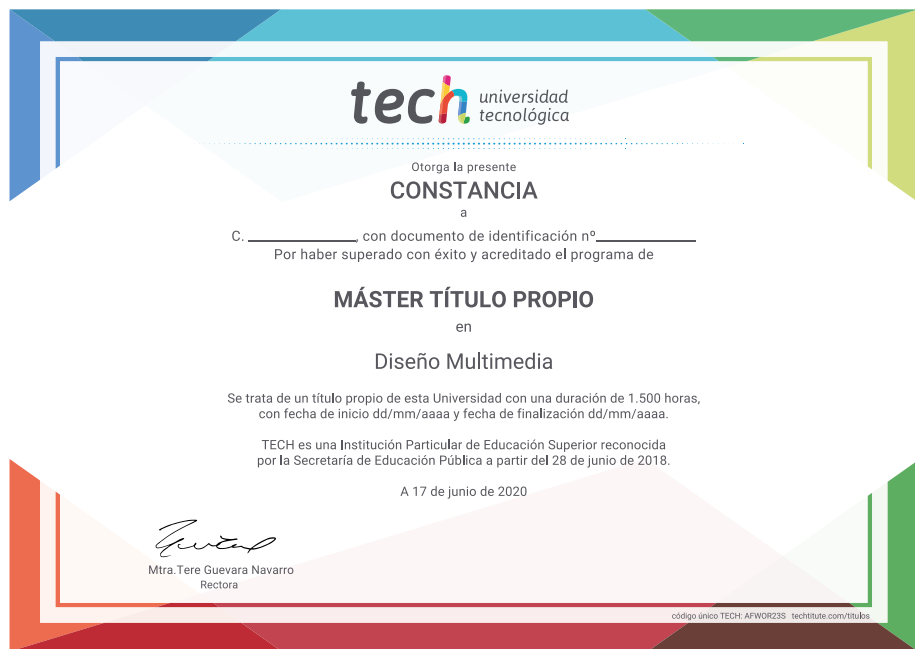 tech universidad
tecnológica
Otorga la presente
CONSTANCIA
a
C. ______________, con documento de identificación nº______________
Por haber superado con éxito y acreditado el programa de
MÁSTER TÍTULO PROPIO
en
Diseño Multimedia
Se trata de un título propio de esta Universidad con una duración de 1.500 horas,
con fecha de inicio dd/mm/aaaa y fecha de finalización dd/mm/aaaa.
TECH es una Institución Particular de Educación Superior reconocida
por la Secretaría de Educación Pública a partir del 28 de junio de 2018.
A 17 de junio de 2020
Mtra.Tere Guevara Navarro
Rectora
código único TECH: AFWOR23S techtitute.com/titulos